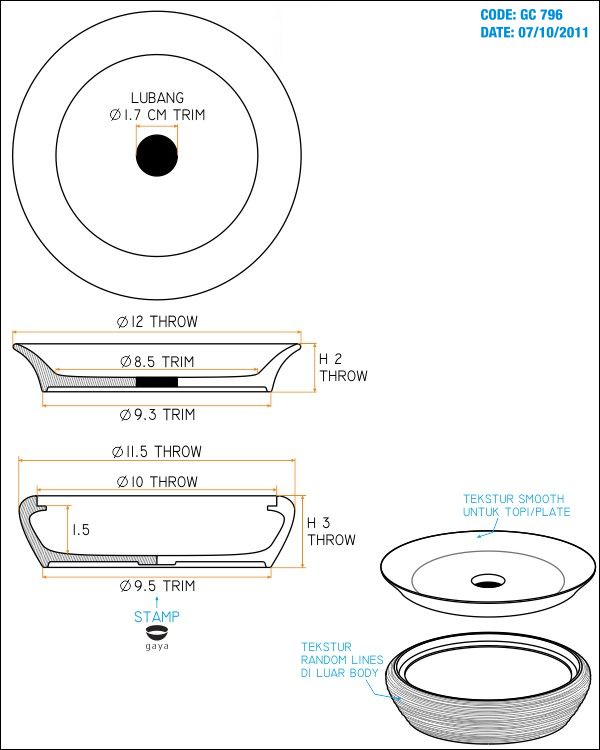 CODE: GC 796
DATE: 07/10/2011
LUBANG
Ø1.7 CM TRIM
Ø12 THROW
Ø8.5 TRIM
H 2
THROW
Ø9.3 TRIM
Ø11.5 THROW
Ø10 THROW
1.5
H 3
THROW
Ø9.5 TRIM
STAMP
gaya
TEKSTUR SMOOTH
UNTUK TOPI/PLATE
TEKSTUR
RANDOM LINES
DI LUAR BODY